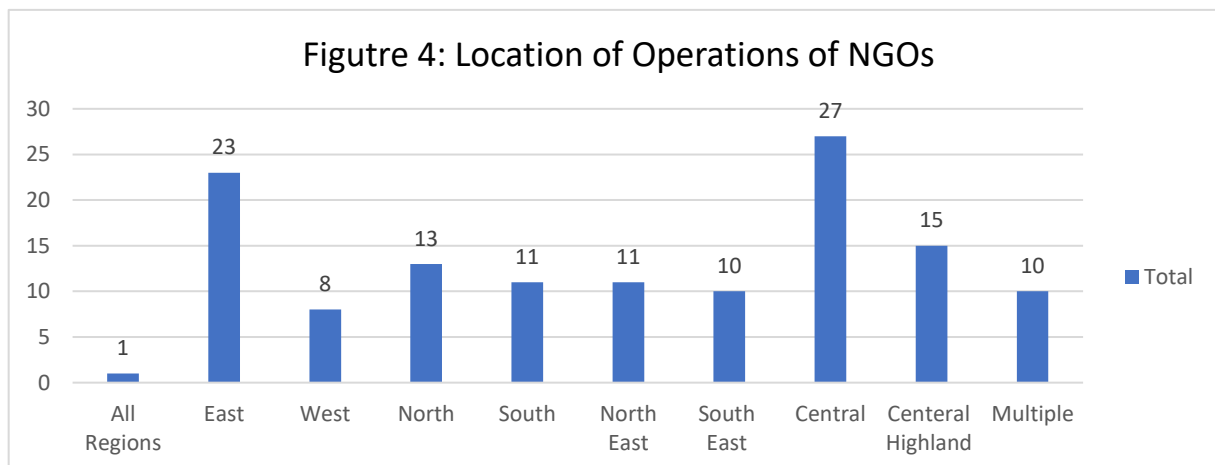 Figutre 4: Location of Operations of NGOs
30
25
20
15
10
5
0
1
23
8
13
11
11
10
27
15
10
All
Regions
East
West
North
South
North
East
South
East
Central
Centeral
Highland
Multiple
Total